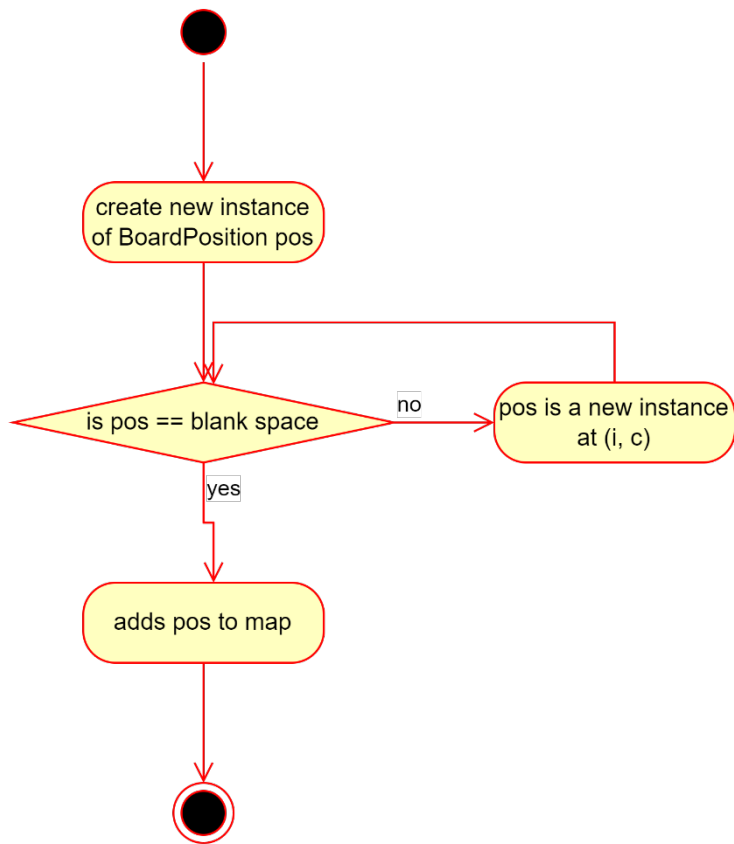 create new instance
of BoardPosition pos
is pos == blank space
no
pos is a new instance
at (i, c)
yes
adds pos to map